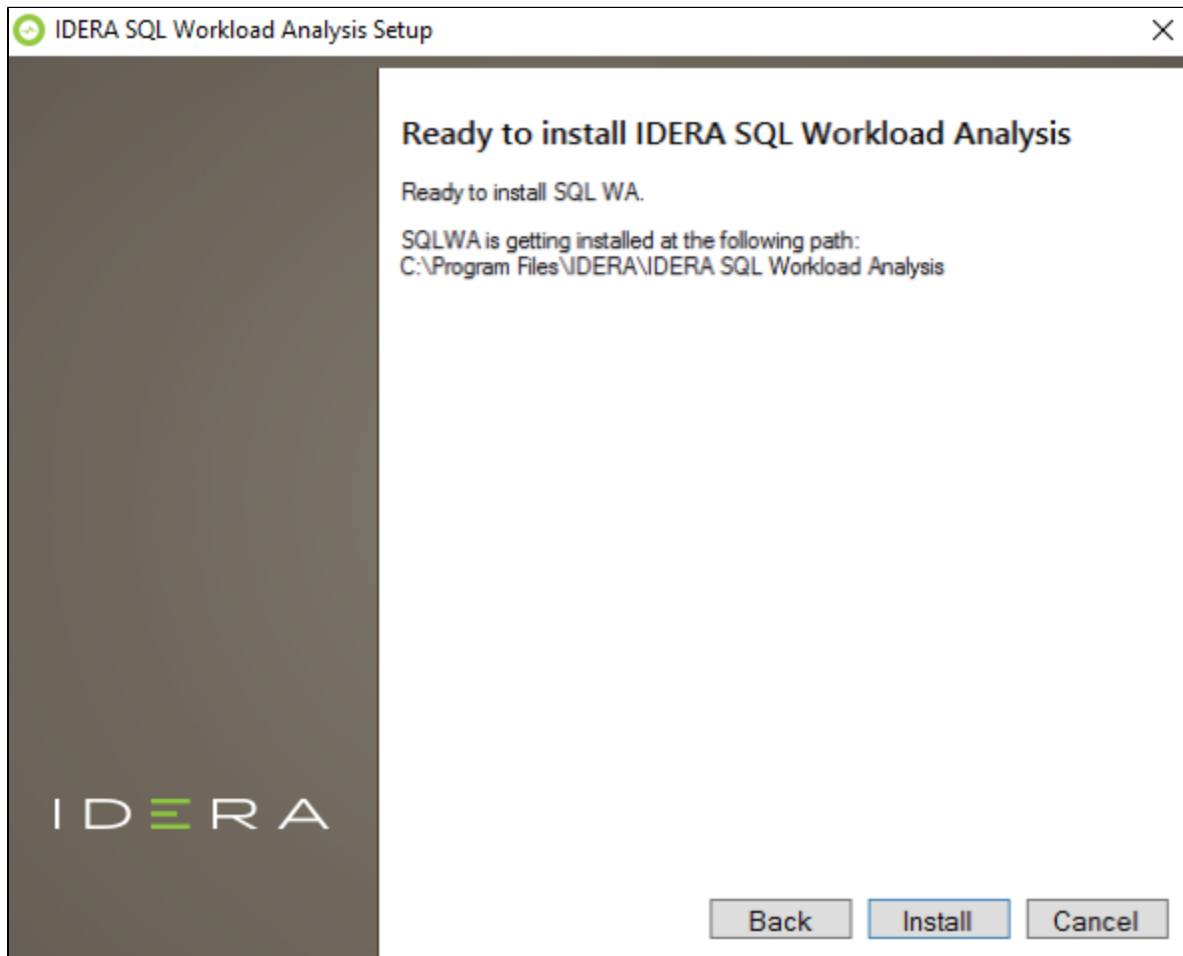 IDERA SQL Workload Analysis Setup
Ready to install IDERA SQL Workload Analysis
Ready to install SQL WA.
SQLWA is getting installed at the following path:
C:\Program Files\IDERA\IDERA SQL Workload Analysis
IDERA
Back
Install
Cancel